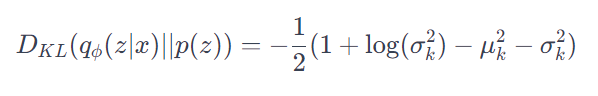 $D_{KL}(q_{\phi}(z|x)||p(z)) = -\frac{1}{2}(1 + \log(\sigma_k^2) - \mu_k^2 - \sigma_k^2)$